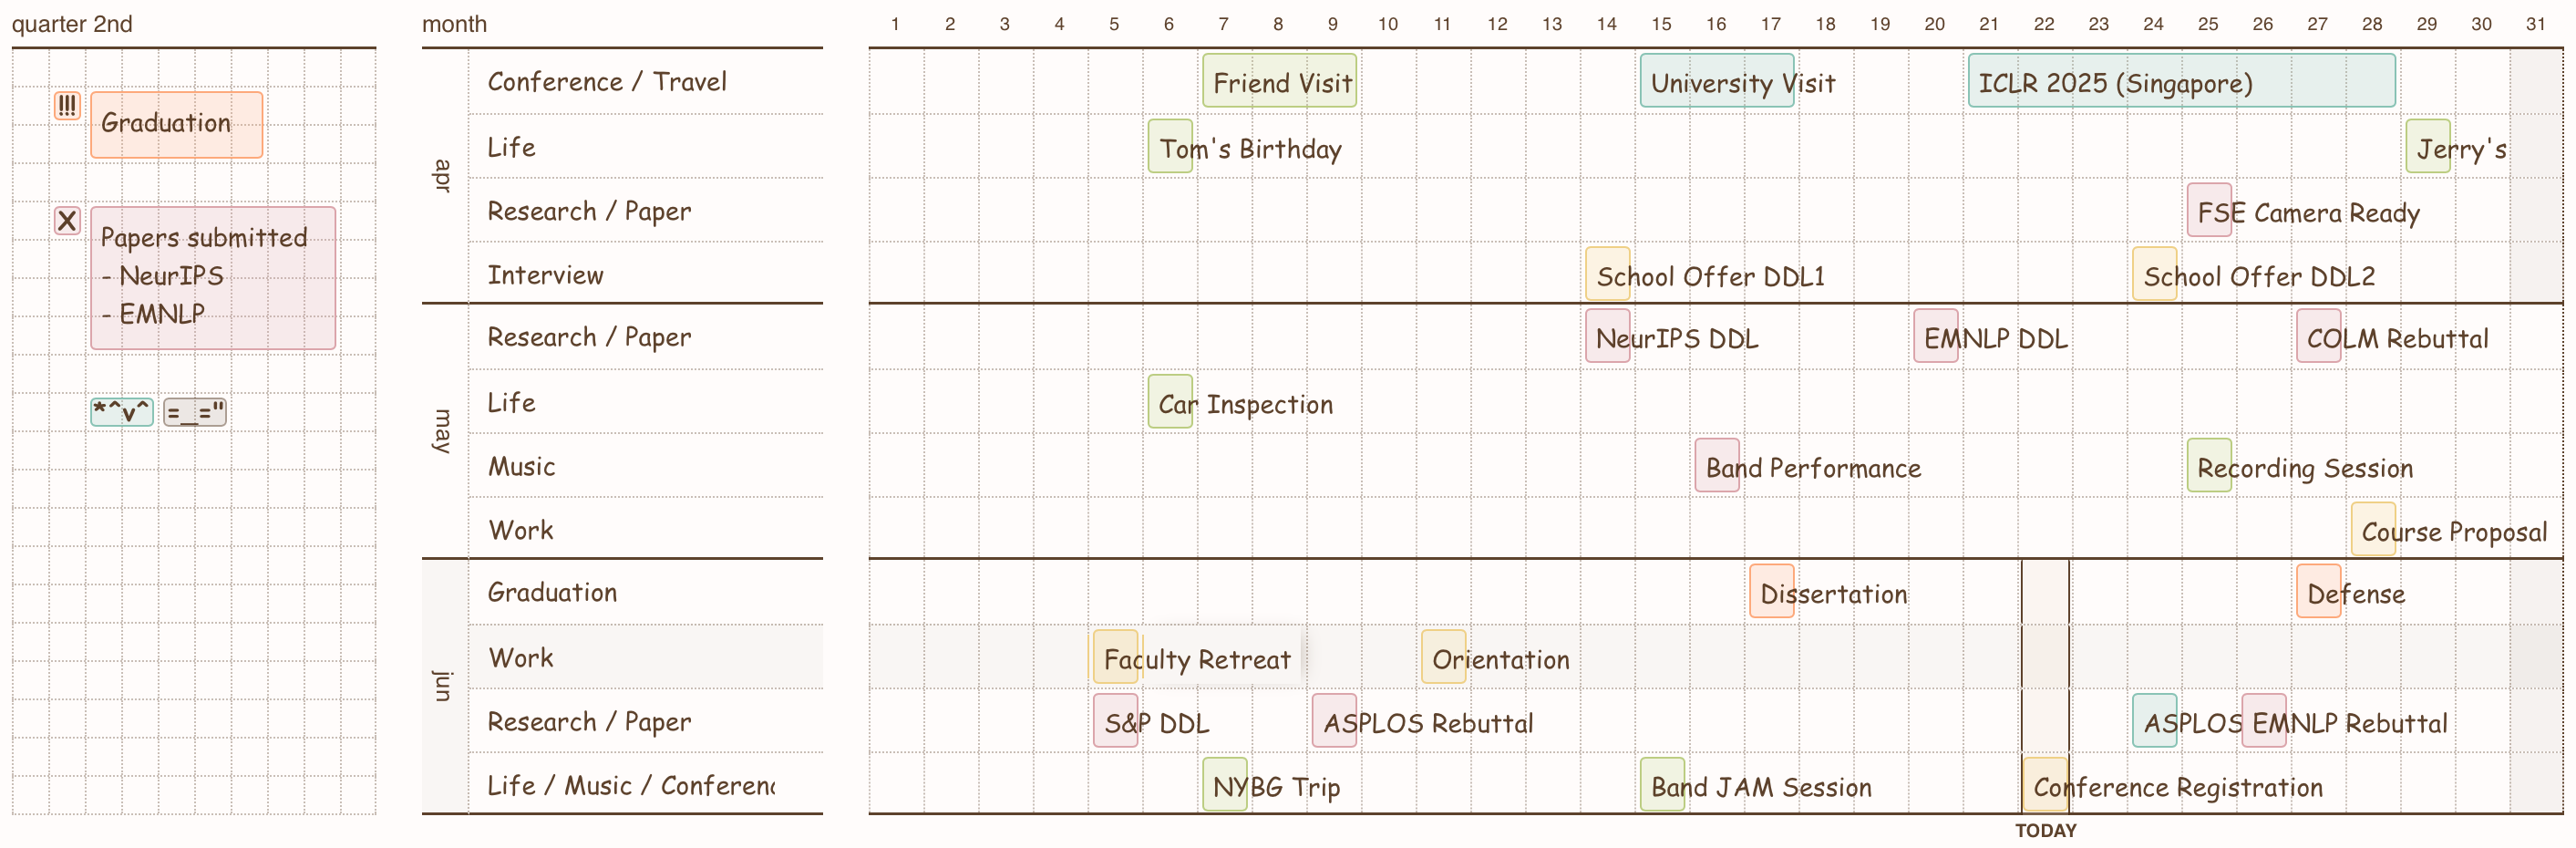 quarter 2nd
!!!
Graduation
X
Papers submitted
- NeurIPS
- EMNLP
*^v^
=_="
month
1 2 3 4 5 6 7 8 9 10 11 12 13 14 15 16 17 18 19 20 21 22 23 24 25 26 27 28 29 30 31
apr
Conference / Travel
Friend Visit
University Visit
ICLR 2025 (Singapore)
Life
Tom's Birthday
Jerry's
Research / Paper
FSE Camera Ready
Interview
School Offer DDL1
School Offer DDL2
may
Research / Paper
NeurIPS DDL
EMNLP DDL
COLM Rebuttal
Life
Car Inspection
Music
Band Performance
Recording Session
Work
Course Proposal
jun
Graduation
Dissertation
Defense
Work
Faculty Retreat
Orientation
Research / Paper
S&P DDL
ASPLOS Rebuttal
ASPLOS
EMNLP Rebuttal
Life / Music / Conferenc
NYBG Trip
Band JAM Session
Conference Registration
TODAY